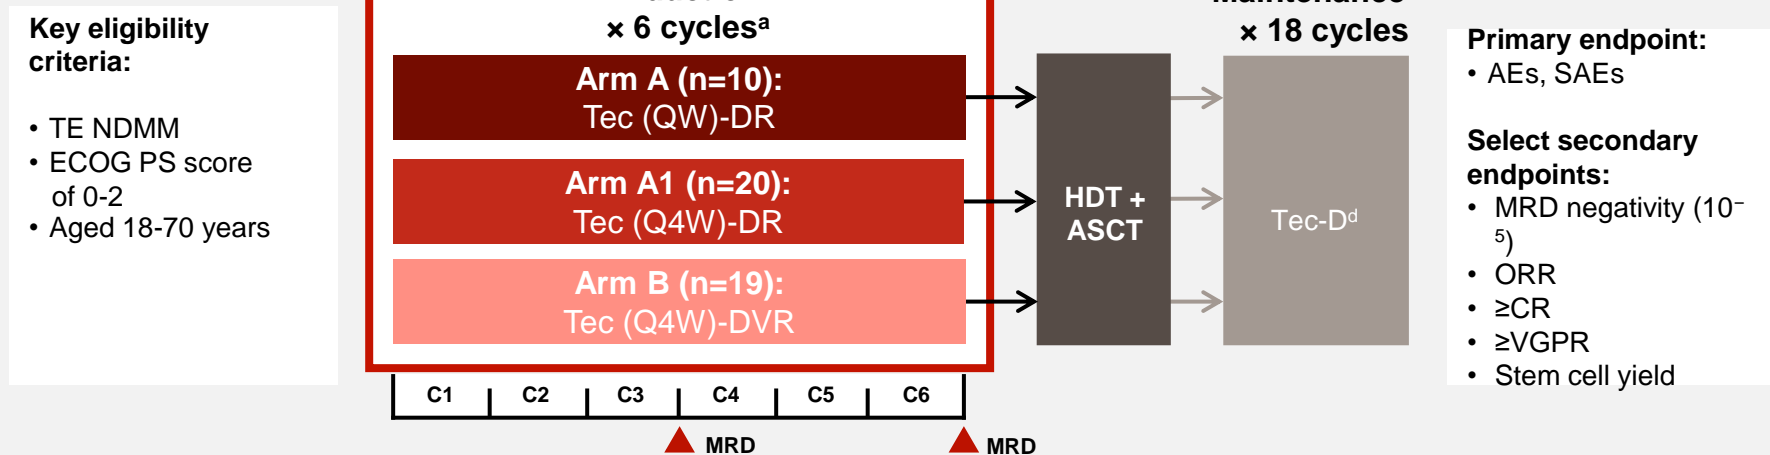 Key eligibility
criteria:
• TE NDMM
• ECOG PS score
of 0-2
• Aged 18-70 years
× 6 cyclesᵃ
Arm A (n=10):
Tec (QW)-DR
Arm A1 (n=20):
Tec (Q4W)-DR
Arm B (n=19):
Tec (Q4W)-DVR
C1
C2
C3
C4
C5
C6
MRD
MRD
HDT +
ASCT
Maintenance
× 18 cycles
Tec-Dᵈ
Primary endpoint:
• AEs, SAEs
Select secondary
endpoints:
• MRD negativity (10⁻
⁵)
• ORR
• ≥CR
• ≥VGPR
• Stem cell yield